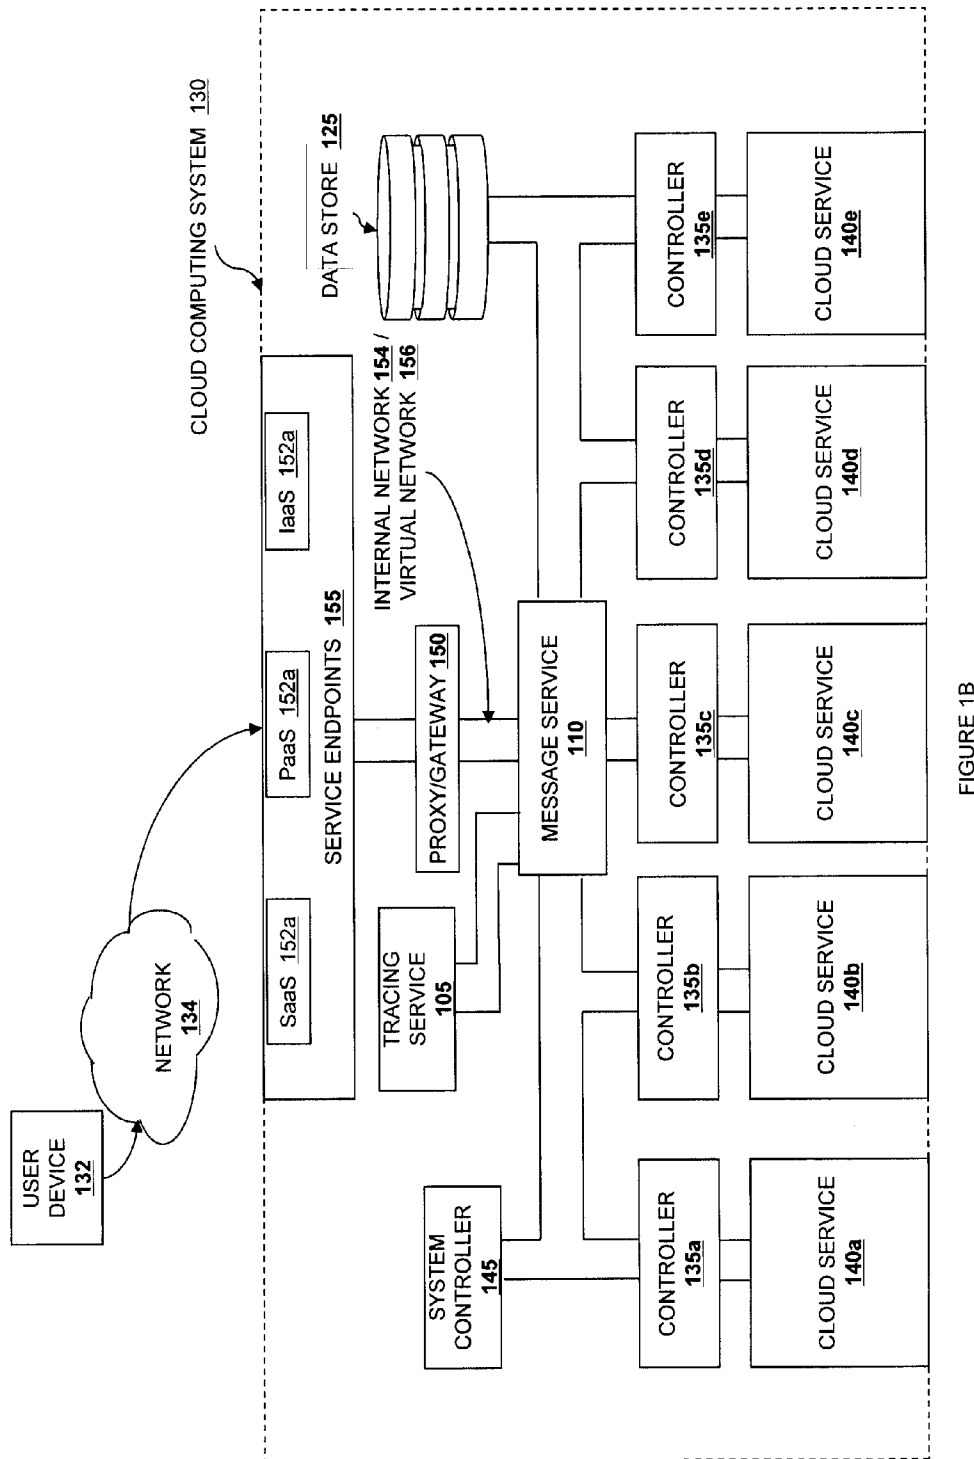 CLOUD COMPUTING SYSTEM 130
USER
DEVICE
132
NETWORK
134
SaaS 152a
PaaS 152a
IaaS 152a
SERVICE ENDPOINTS 155
DATA STORE 125
INTERNAL NETWORK 154 /
VIRTUAL NETWORK 156
PROXY/GATEWAY 150
TRACING
SERVICE
105
SYSTEM
CONTROLLER
145
MESSAGE SERVICE
110
CONTROLLER
135a
CONTROLLER
135b
CONTROLLER
135c
CONTROLLER
135d
CONTROLLER
135e
CLOUD SERVICE
140a
CLOUD SERVICE
140b
CLOUD SERVICE
140c
CLOUD SERVICE
140d
CLOUD SERVICE
140e
FIGURE 1B